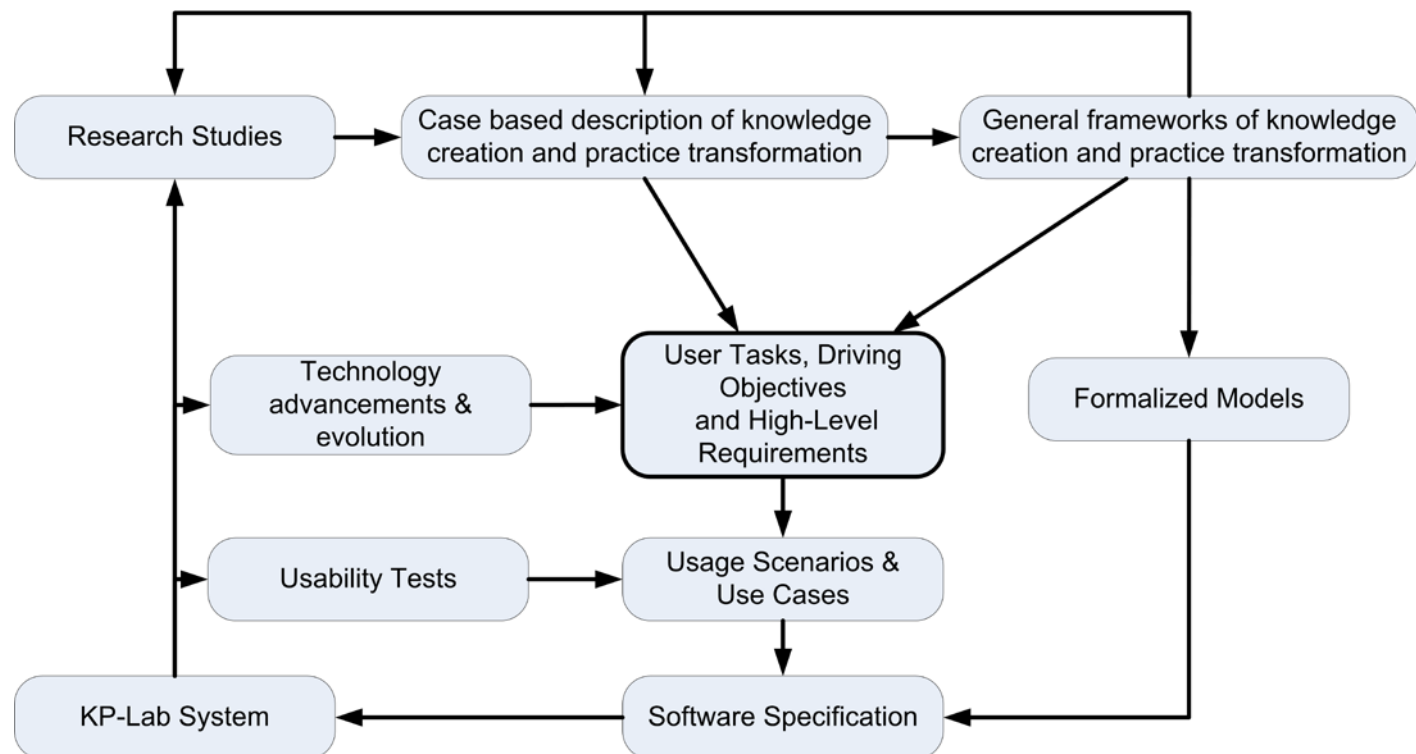 Research Studies
Case based description of knowledge
creation and practice transformation
General frameworks of knowledge
creation and practice transformation
Technology
advancements &
evolution
User Tasks, Driving
Objectives
and High-Level
Requirements
Formalized Models
Usability Tests
Usage Scenarios &
Use Cases
KP-Lab System
Software Specification